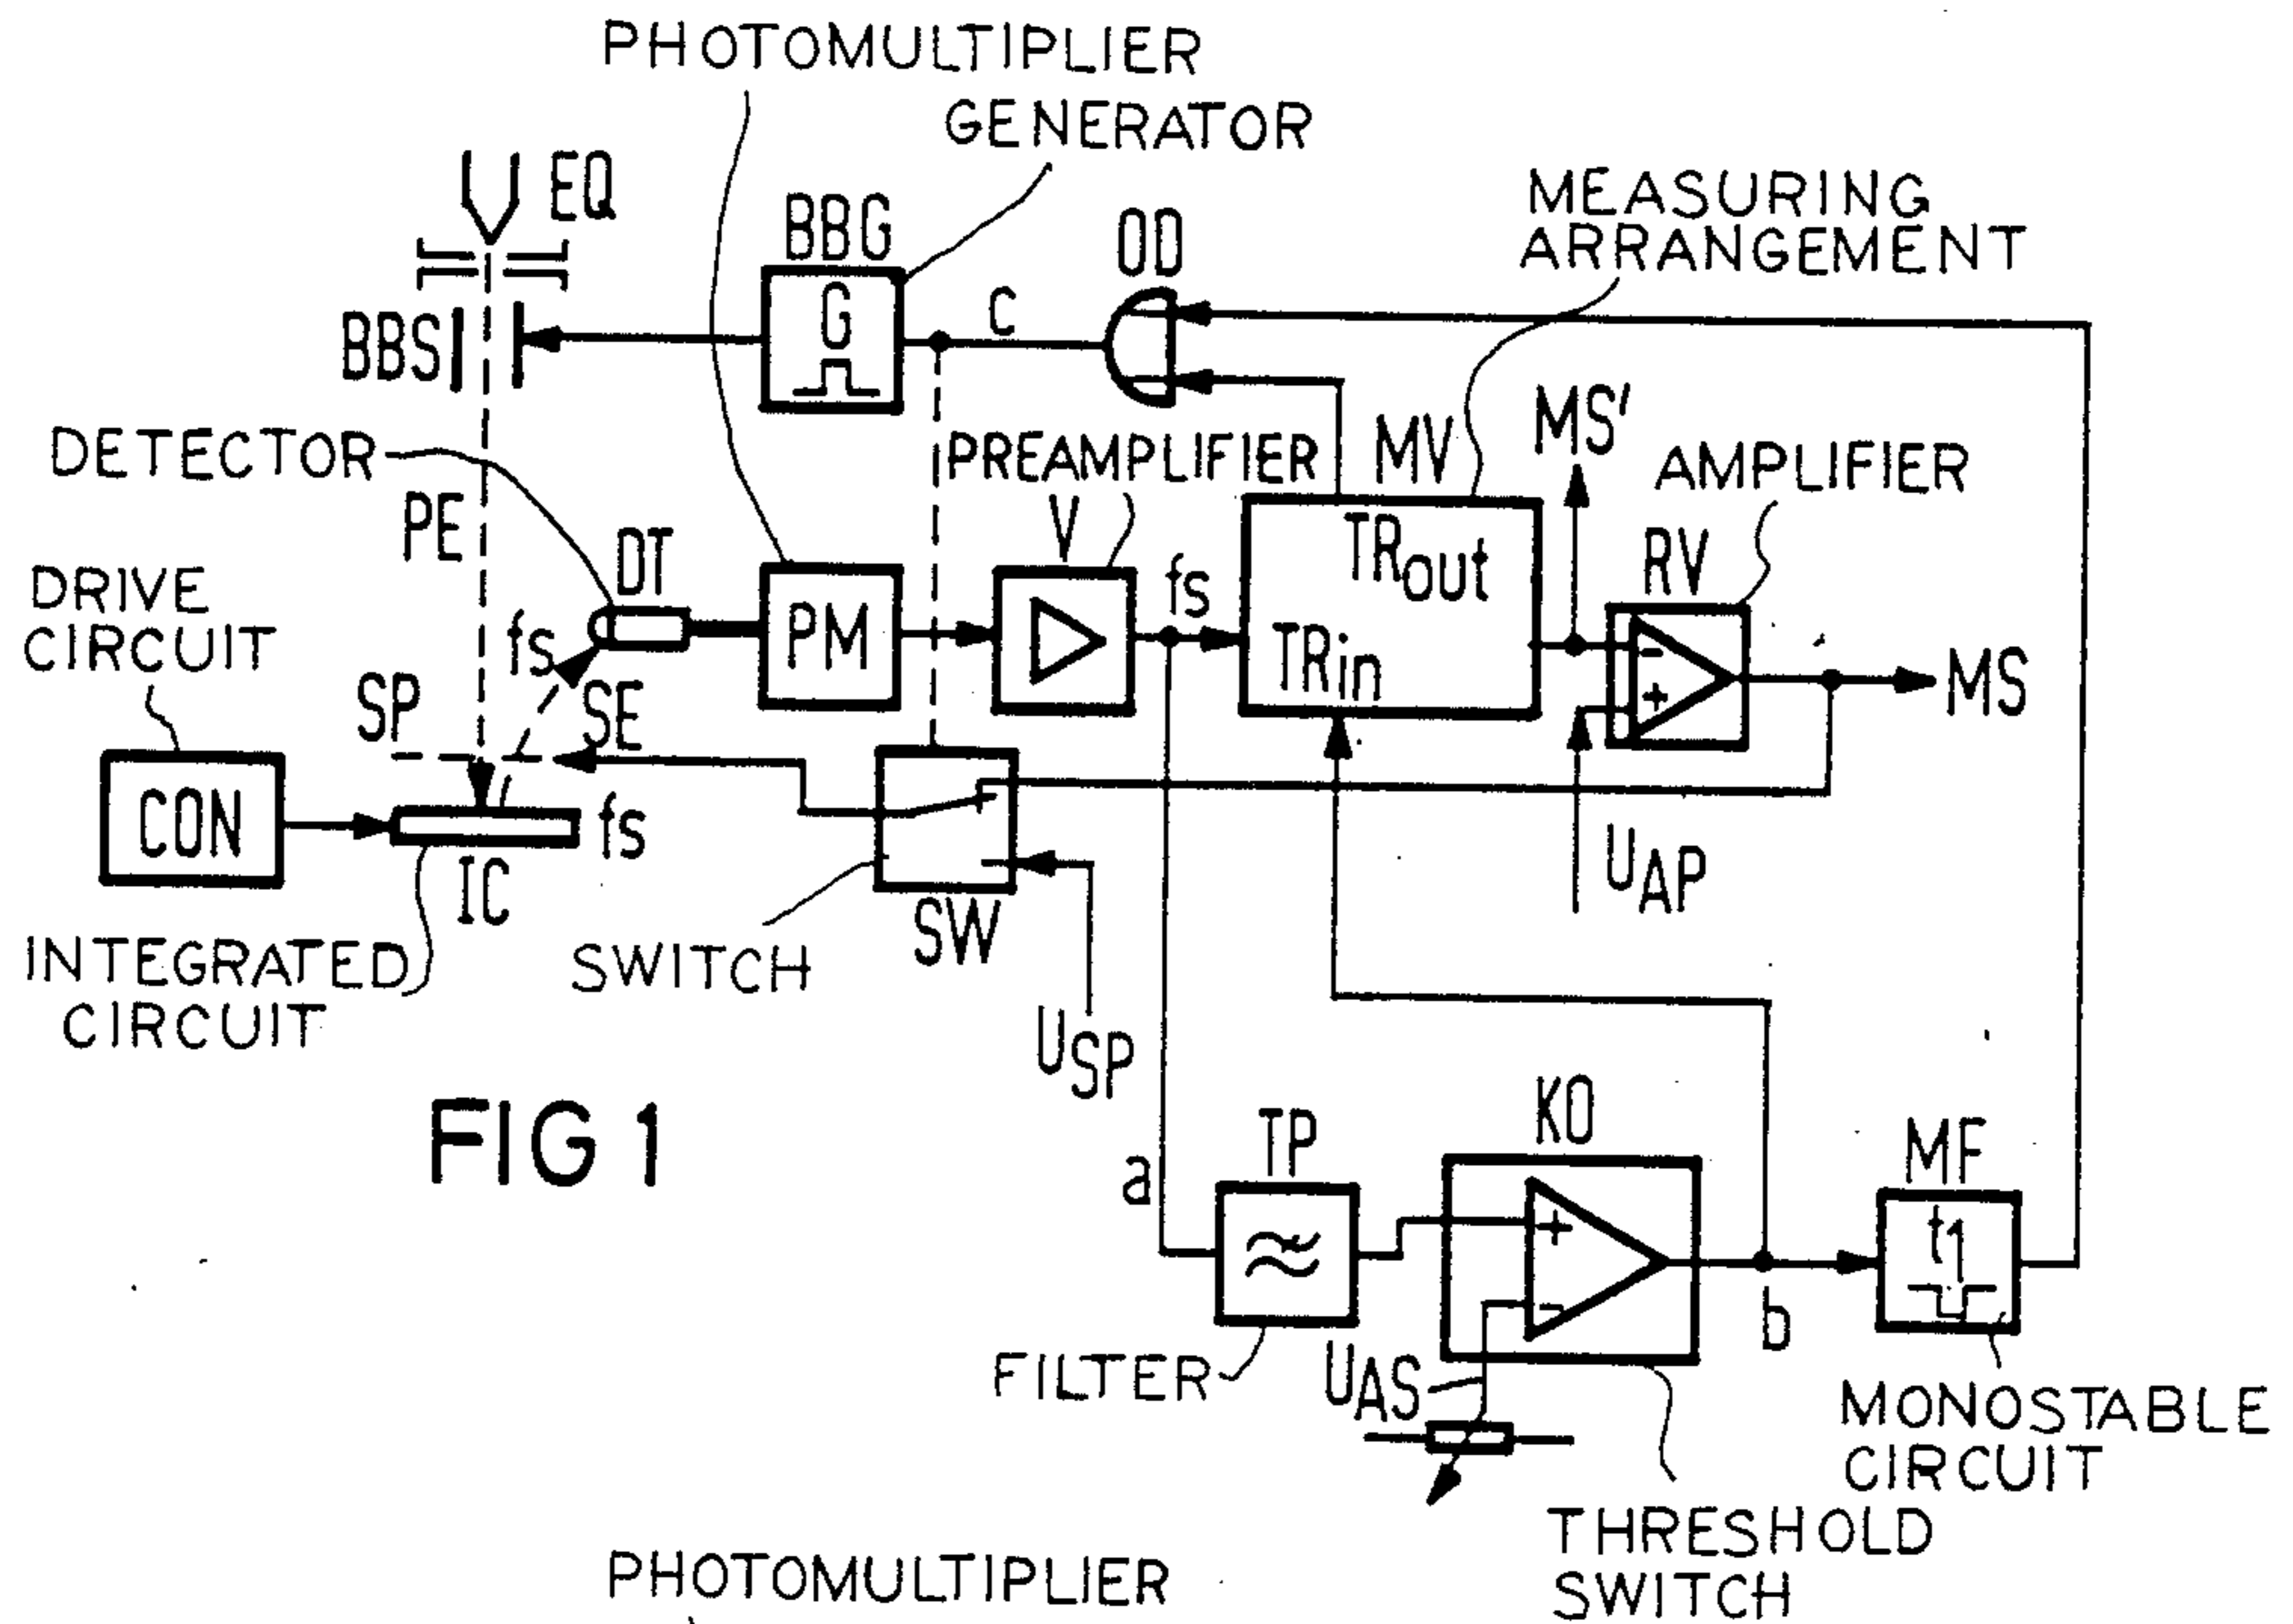 PHOTOMULTIPLIER
GENERATOR
EQ
BBG
OD
MEASURING
ARRANGEMENT
BBS
G
C
DETECTOR
PE
PREAMPLIFIER
V
MV
MS'
AMPLIFIER
DRIVE
CIRCUIT
DT
fs
PM
fs
TRout
TRin
RV
-
+
MS
SP
SE
CON
fs
IC
UAP
INTEGRATED
CIRCUIT
SWITCH
SW
USP
FIG 1
a
TP
KO
MF
+
-
t1
b
FILTER
UAS
MONOSTABLE
CIRCUIT
THRESHOLD
SWITCH
PHOTOMULTIPLIER